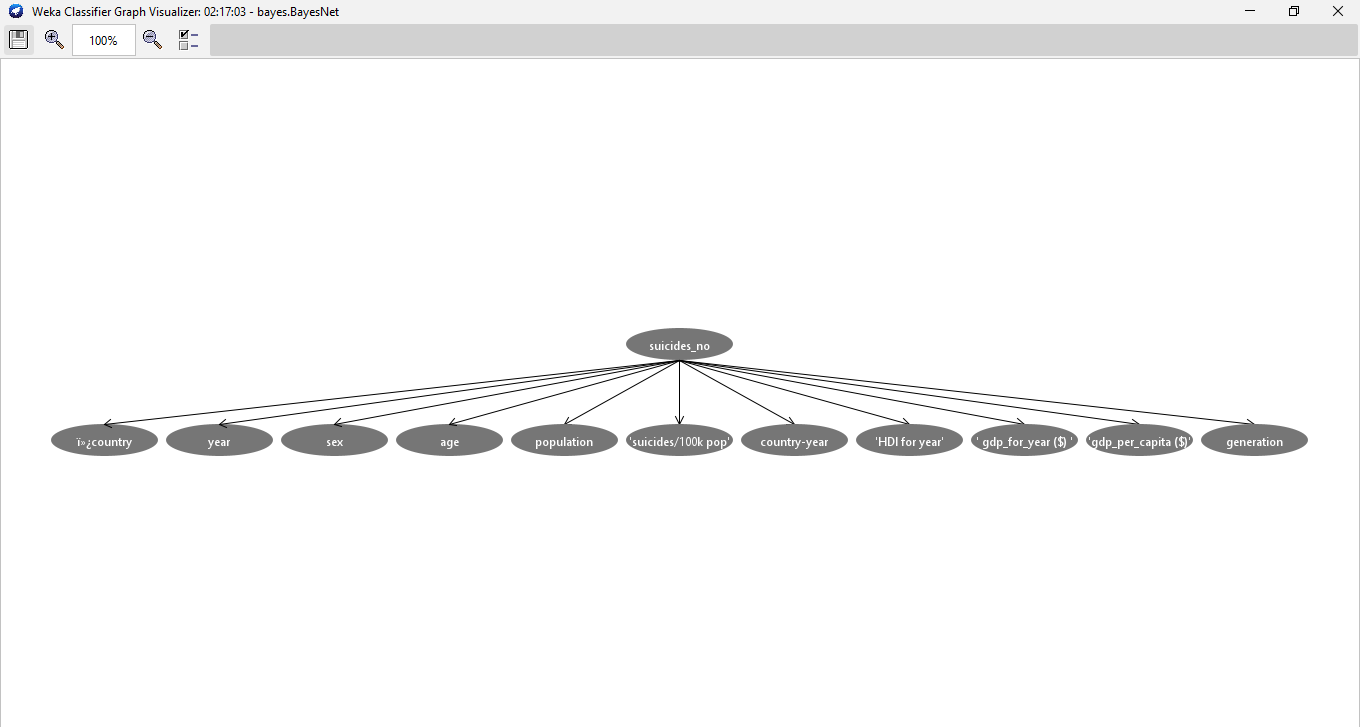 Weka Classifier Graph Visualizer: 02:17:03 - bayes.BayesNet
100%
suicides_no
ï»¿country
year
sex
age
population
'suicides/100k pop'
country-year
'HDI for year'
' gdp_for_year ($) '
'gdp_per_capita ($)'
generation